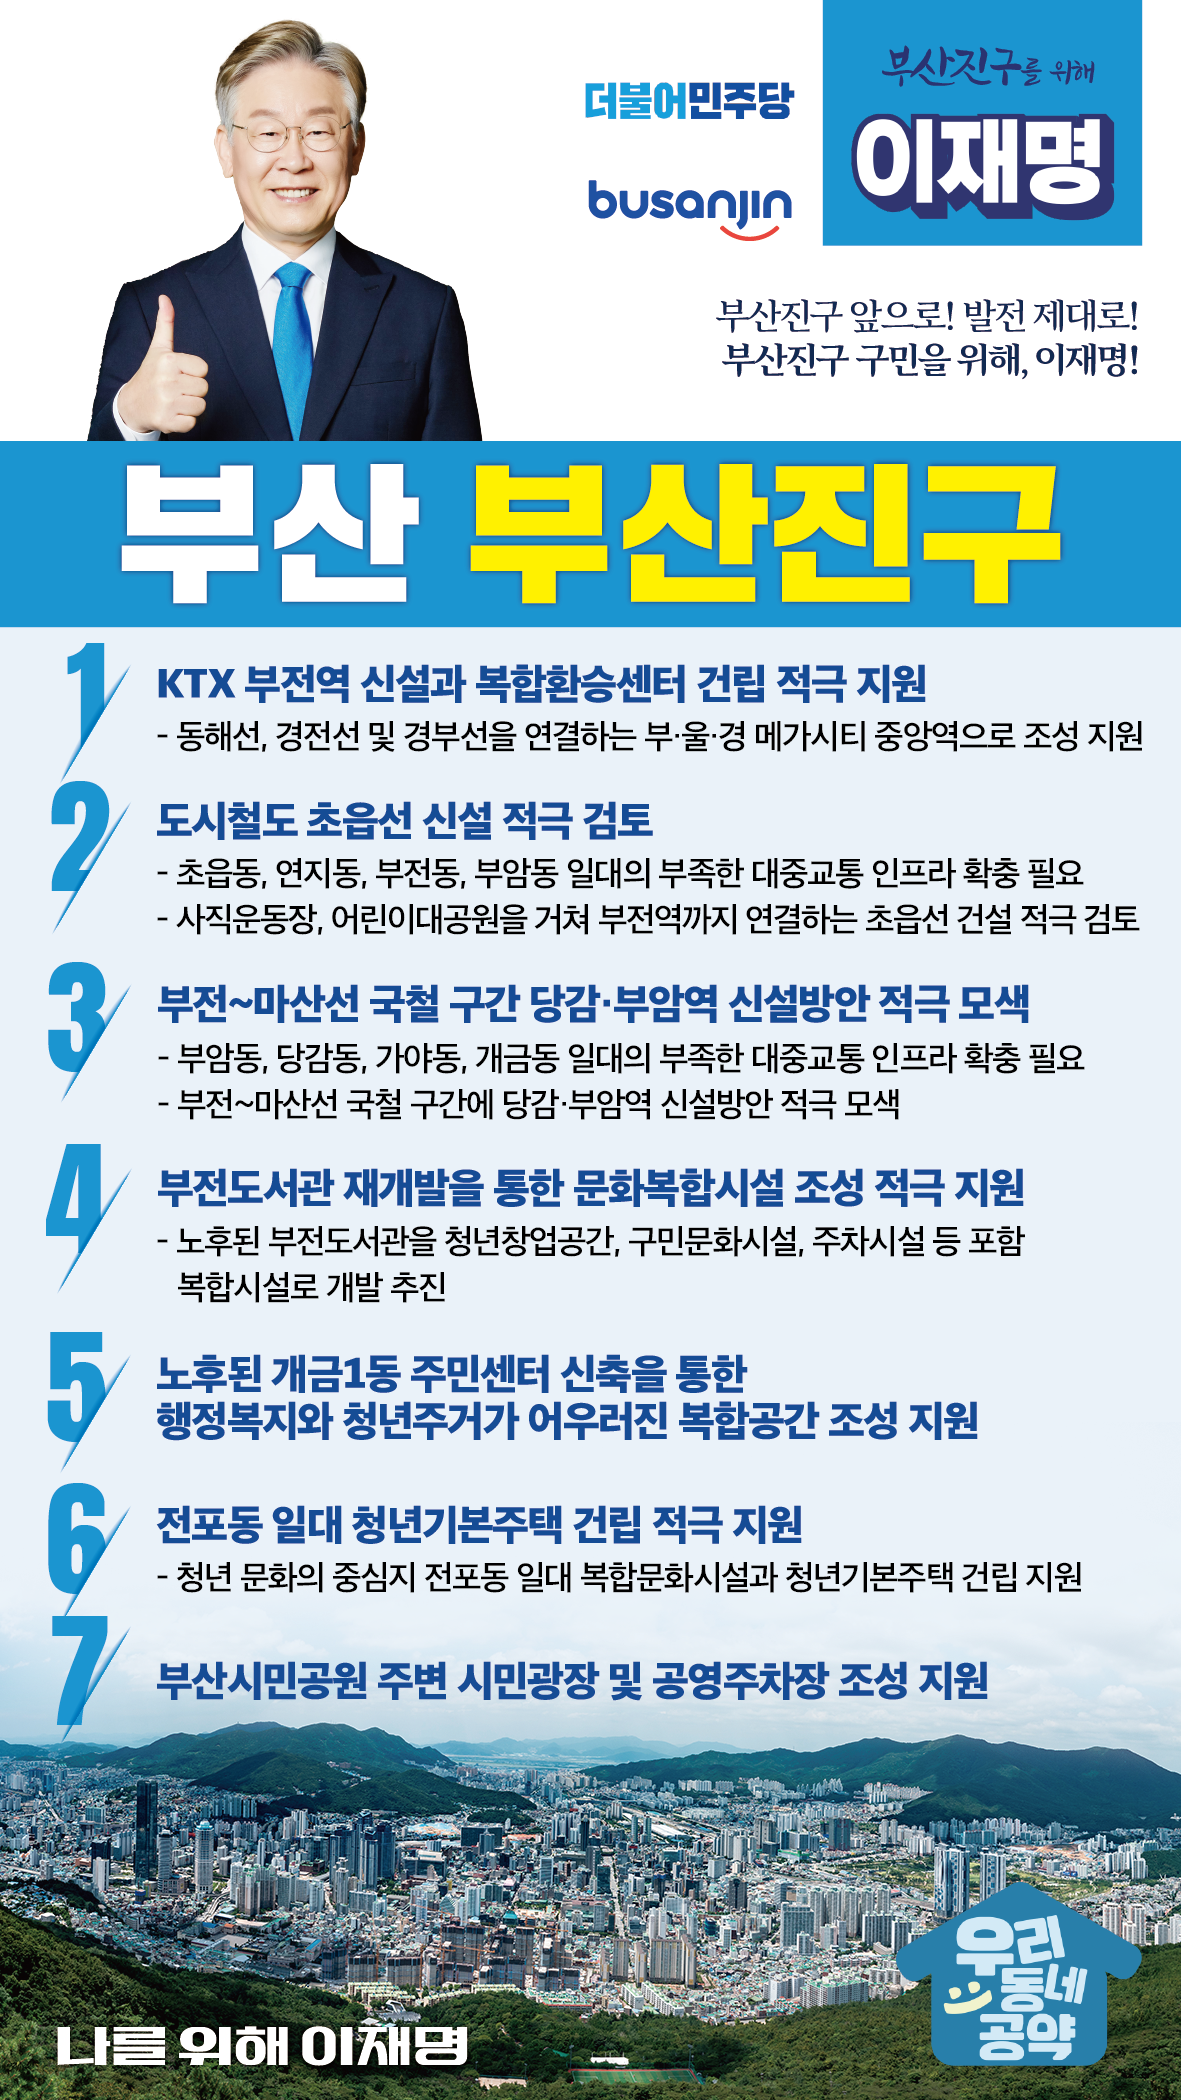 더불어민주당
busanjin
부산진구를 위해
이재명
부산진구 앞으로! 발전 제대로!
부산진구 구민을 위해, 이재명!
부산 부산진구
1 KTX 부전역 신설과 복합환승센터 건립 적극 지원
- 동해선, 경전선 및 경부선을 연결하는 부·울·경 메가시티 중앙역으로 조성 지원
2 도시철도 초읍선 신설 적극 검토
- 초읍동, 연지동, 부전동, 부암동 일대의 부족한 대중교통 인프라 확충 필요
- 사직운동장, 어린이대공원을 거쳐 부전역까지 연결하는 초읍선 건설 적극 검토
3 부전~마산선 국철 구간 당감·부암역 신설방안 적극 모색
- 부암동, 당감동, 가야동, 개금동 일대의 부족한 대중교통 인프라 확충 필요
- 부전~마산선 국철 구간에 당감·부암역 신설방안 적극 모색
4 부전도서관 재개발을 통한 문화복합시설 조성 적극 지원
- 노후된 부전도서관을 청년창업공간, 구민문화시설, 주차시설 등 포함
복합시설로 개발 추진
5 노후된 개금1동 주민센터 신축을 통한
행정복지와 청년주거가 어우러진 복합공간 조성 지원
6 전포동 일대 청년기본주택 건립 적극 지원
- 청년 문화의 중심지 전포동 일대 복합문화시설과 청년기본주택 건립 지원
7 부산시민공원 주변 시민광장 및 공영주차장 조성 지원
나를 위해 이재명
우리
동네
공약